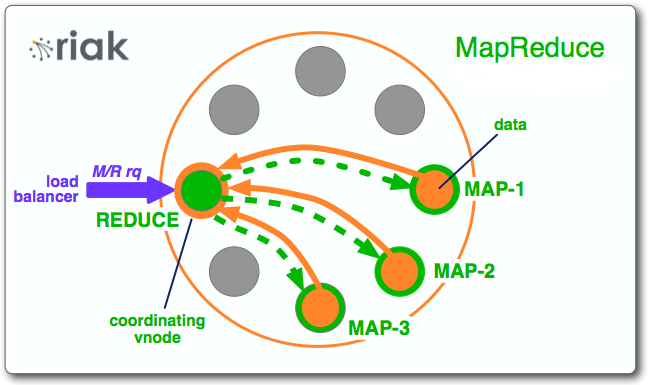 riak
MapReduce
data
M/R rq
load
balancer
REDUCE
MAP-1
MAP-2
MAP-3
coordinating
vnode